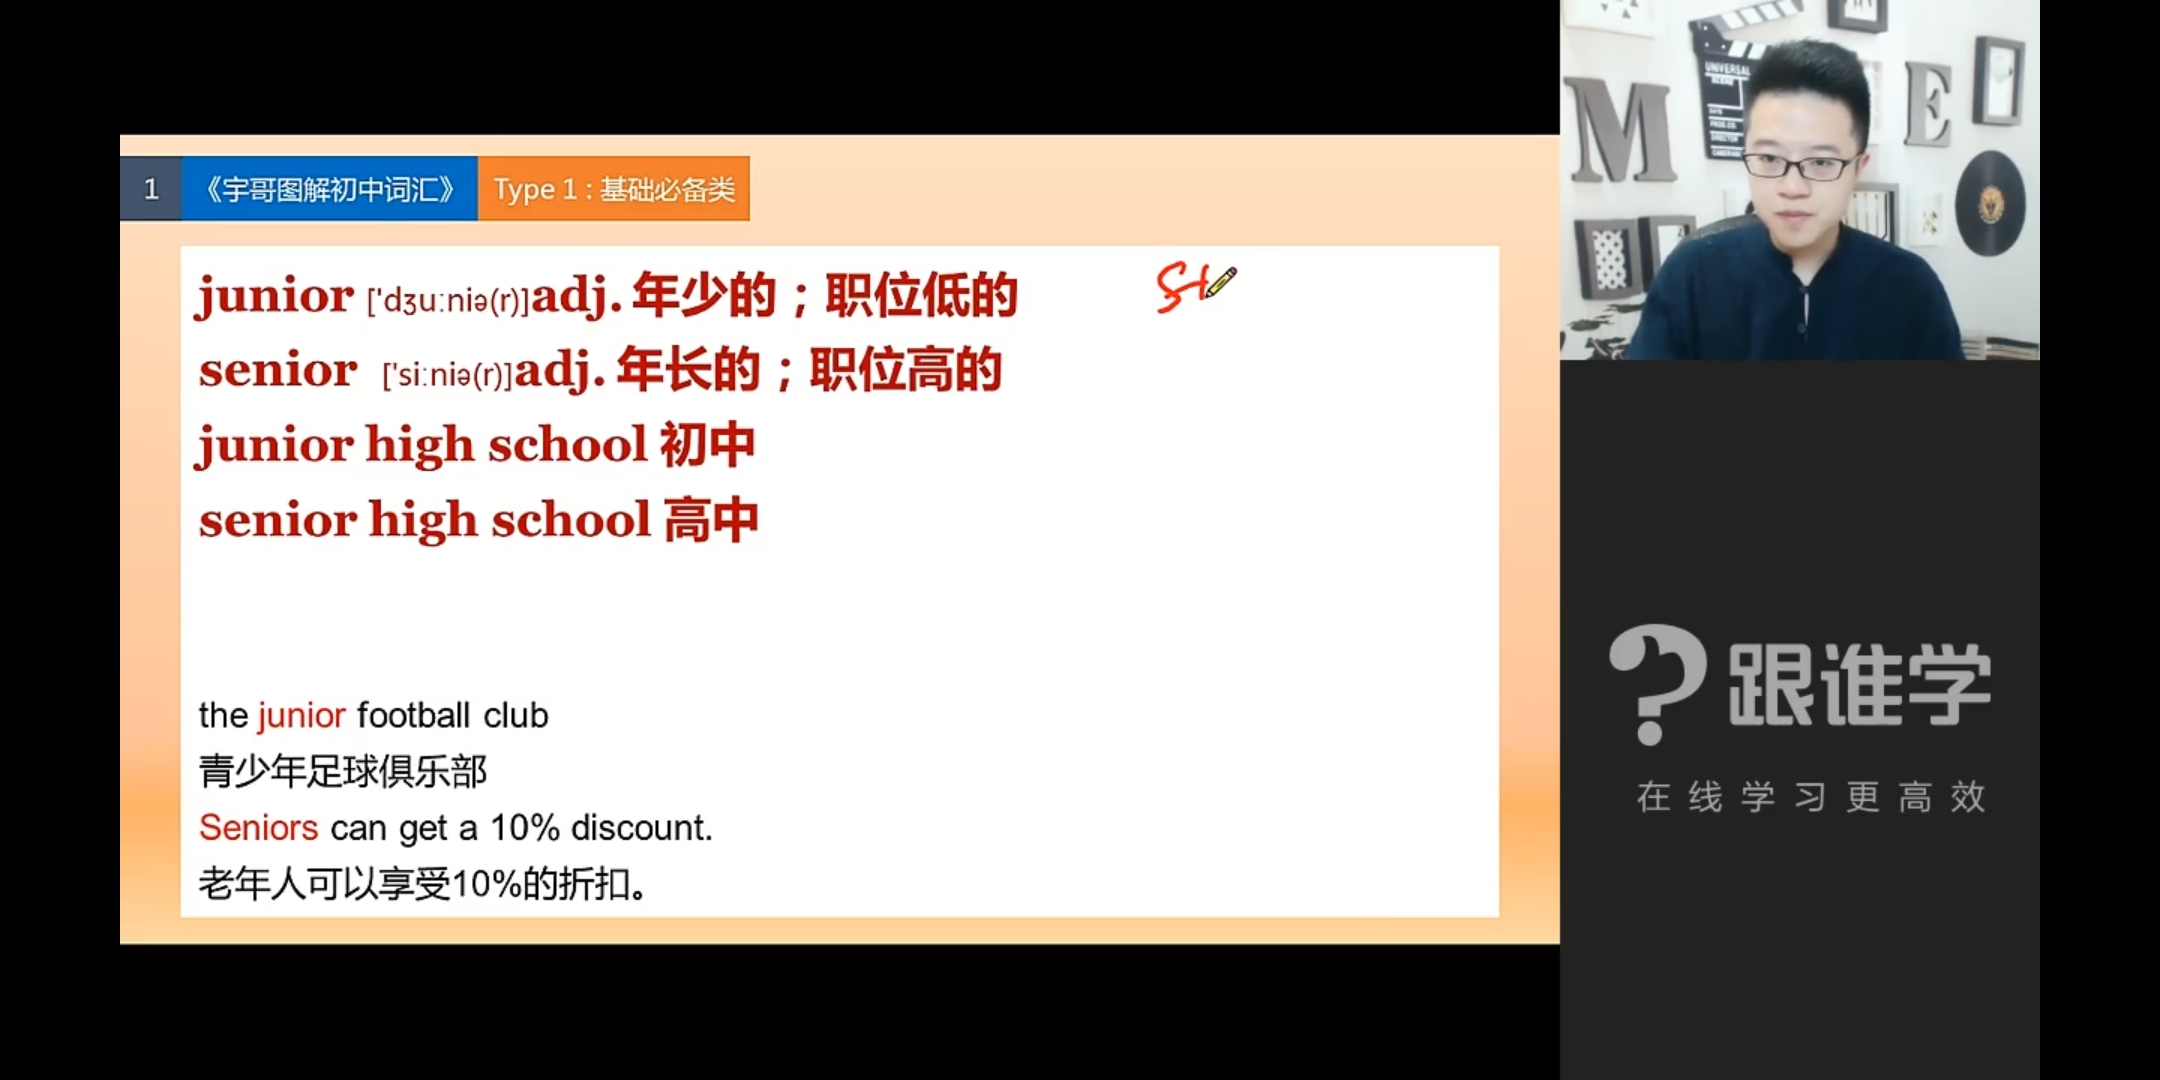 1 《宇哥图解初中词汇》 Type 1 : 基础必备类
junior ['dʒuːniə(r)]adj. 年少的；职位低的
senior ['siːniə(r)]adj. 年长的；职位高的
junior high school 初中
senior high school 高中
the junior football club
青少年足球俱乐部
Seniors can get a 10% discount.
老年人可以享受10%的折扣。
M
E
UNIVERSAL
跟谁学
在线学习更高效